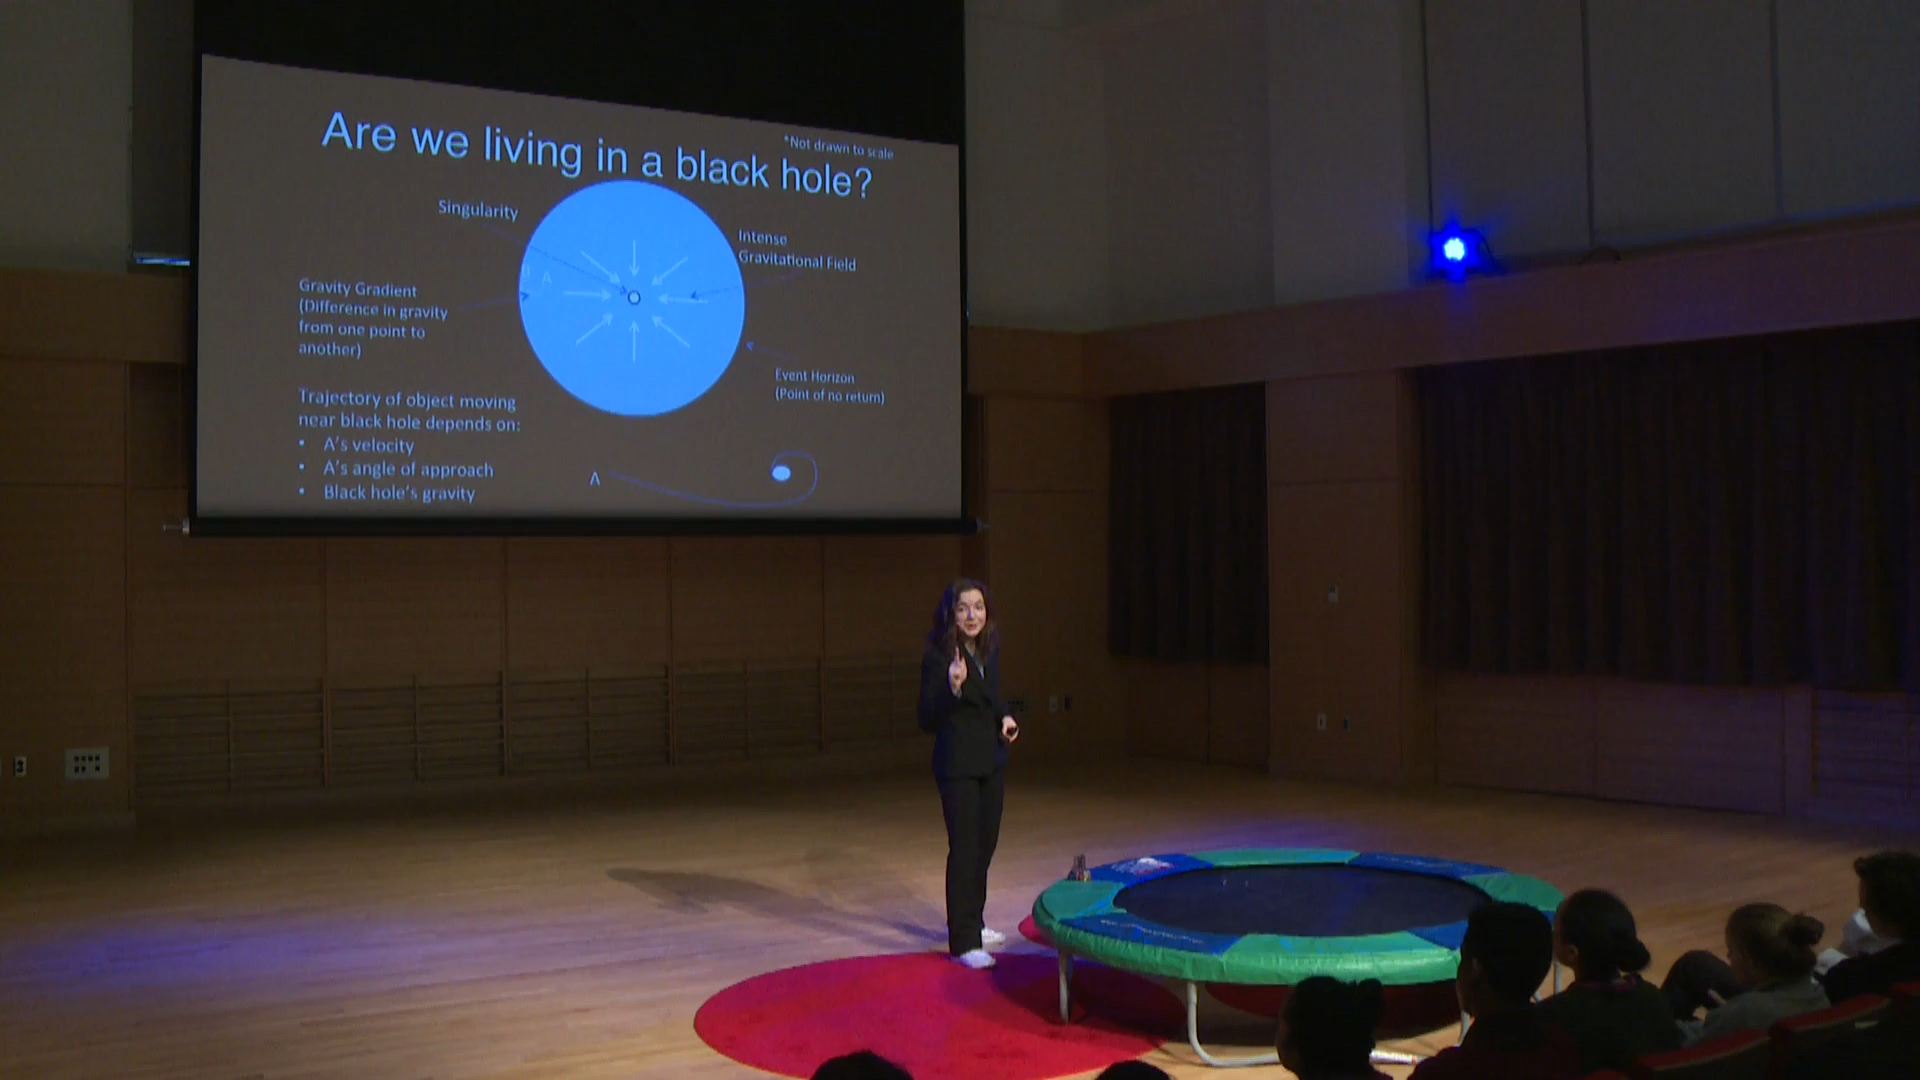 Are we living in a black hole?
*Not drawn to scale
Singularity
Intense
Gravitational Field
A
Gravity Gradient
(Difference in gravity
from one point to
another)
Event Horizon
(Point of no return)
Trajectory of object moving
near black hole depends on:
• A's velocity
• A's angle of approach
• Black hole's gravity
A